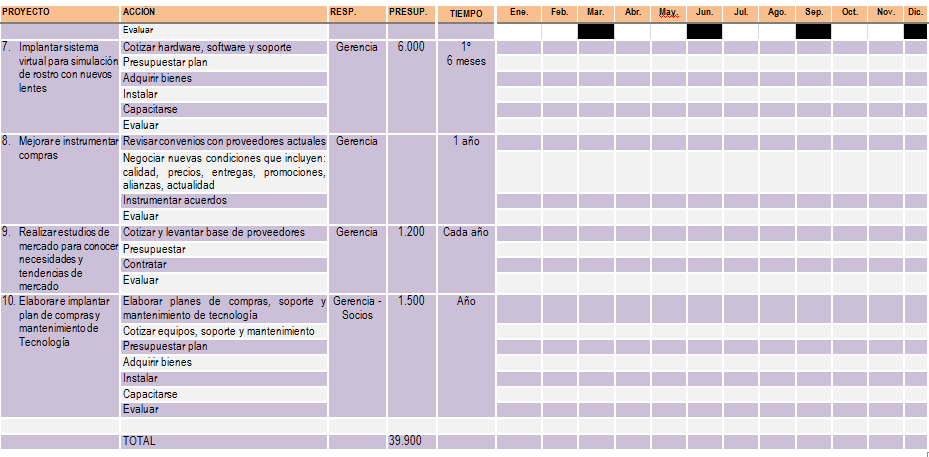 PROYECTO ACCIÓN RESP. PRESUP. TIEMPO Ene. Feb. Mar. Abr. May. Jun. Jul. Ago. Sep. Oct. Nov. Dic.
Evaluar
7. Implantar sistema virtual para simulación de rostro con nuevos lentes
Cotizar hardware, software y soporte
Gerencia
6.000
1º
6 meses
Presupuestar plan
Adquirir bienes
Instalar
Capacitarse
Evaluar
8. Mejorar e instrumentar compras
Revisar convenios con proveedores actuales
Gerencia
1 año
Negociar nuevas condiciones que incluyen:
calidad, precios, entregas, promociones,
alianzas, actualidad
Instrumentar acuerdos
Evaluar
9. Realizar estudios de mercado para conocer necesidades y tendencias de mercado
Cotizar y levantar base de proveedores
Gerencia
1.200
Cada año
Presupuestar
Contratar
Evaluar
10. Elaborar e implantar plan de compras y mantenimiento de Tecnología
Elaborar planes de compras, soporte y
mantenimiento de tecnología
Gerencia -
Socios
1.500
Año
Cotizar equipos, soporte y mantenimiento
Presupuestar plan
Adquirir bienes
Instalar
Capacitarse
Evaluar
TOTAL 39.900